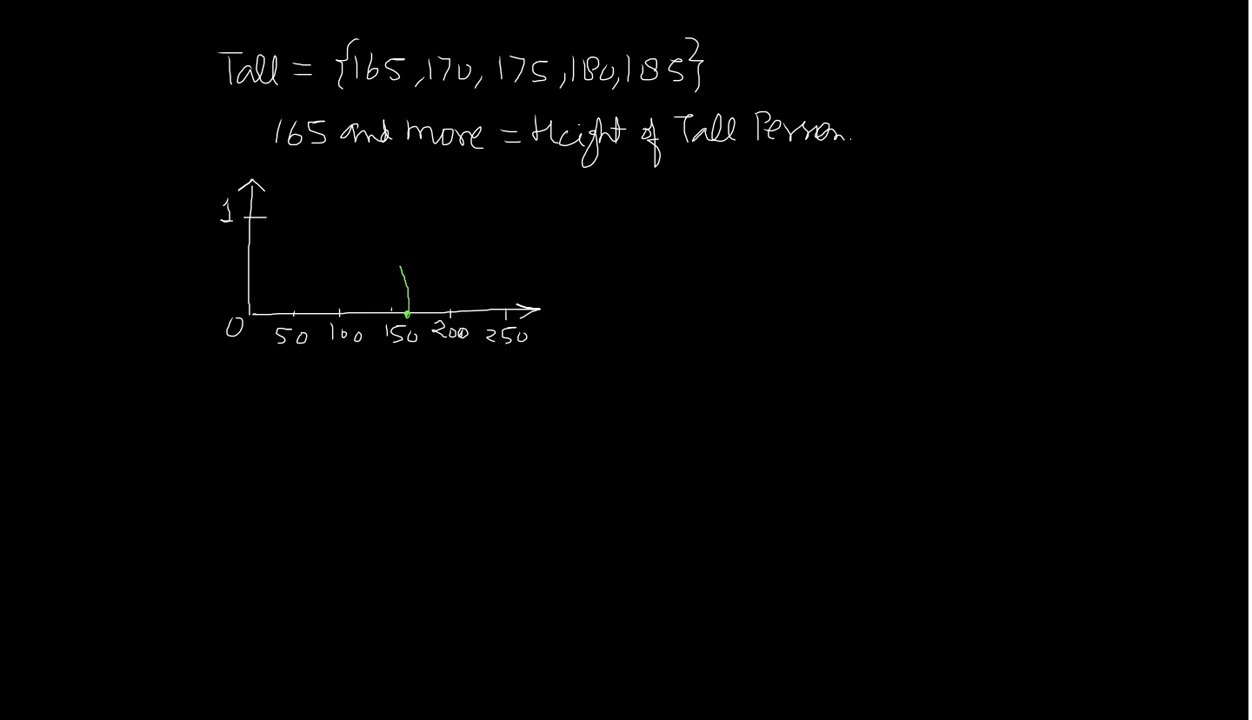 Tall = {165, 170, 175, 180, 185}
165 and more = Height of Tall Person.
1
0 50 100 150 200 250